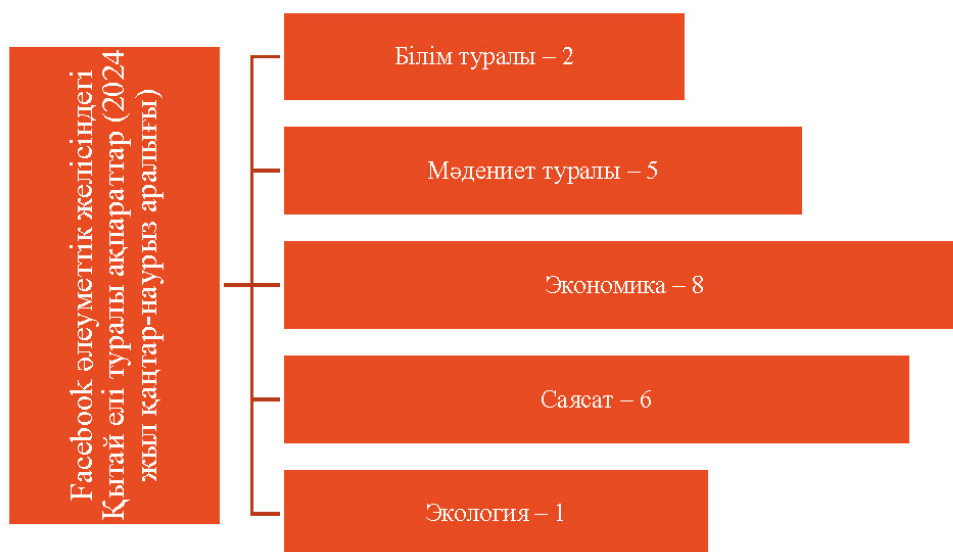 Facebook әлеуметтік желісіндегі
Қытай елі туралы ақпараттар (2024
жыл қаңтар-наурыз аралығы)
Білім туралы – 2
Мәдениет туралы – 5
Экономика – 8
Саясат – 6
Экология – 1